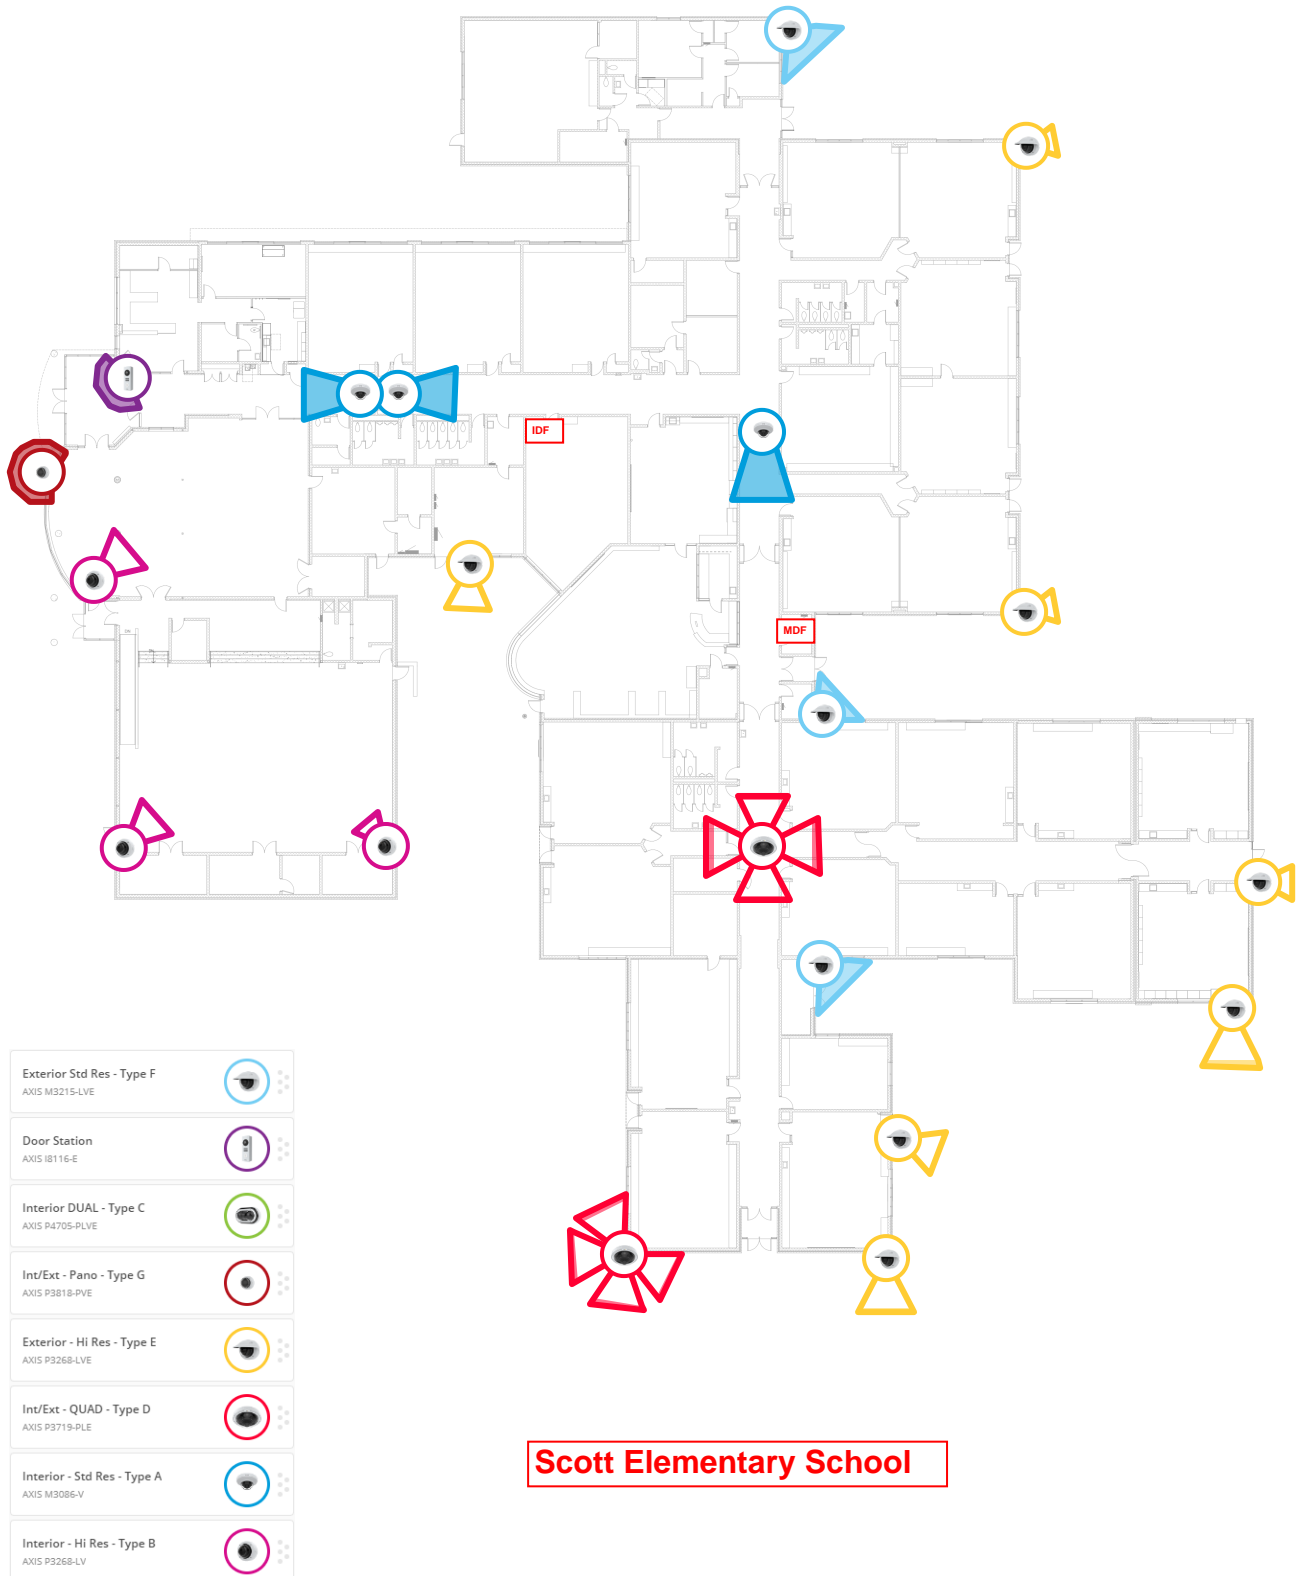 IDF
MDF
Exterior Std Res - Type F
AXIS M3215-LVE
Door Station
AXIS I8116-E
Interior DUAL - Type C
AXIS P4705-PLVE
Int/Ext - Pano - Type G
AXIS P3818-PVE
Exterior - Hi Res - Type E
AXIS P3268-LVE
Int/Ext - QUAD - Type D
AXIS P3719-PLE
Interior - Std Res - Type A
AXIS M3086-V
Interior - Hi Res - Type B
AXIS P3268-LV
Scott Elementary School